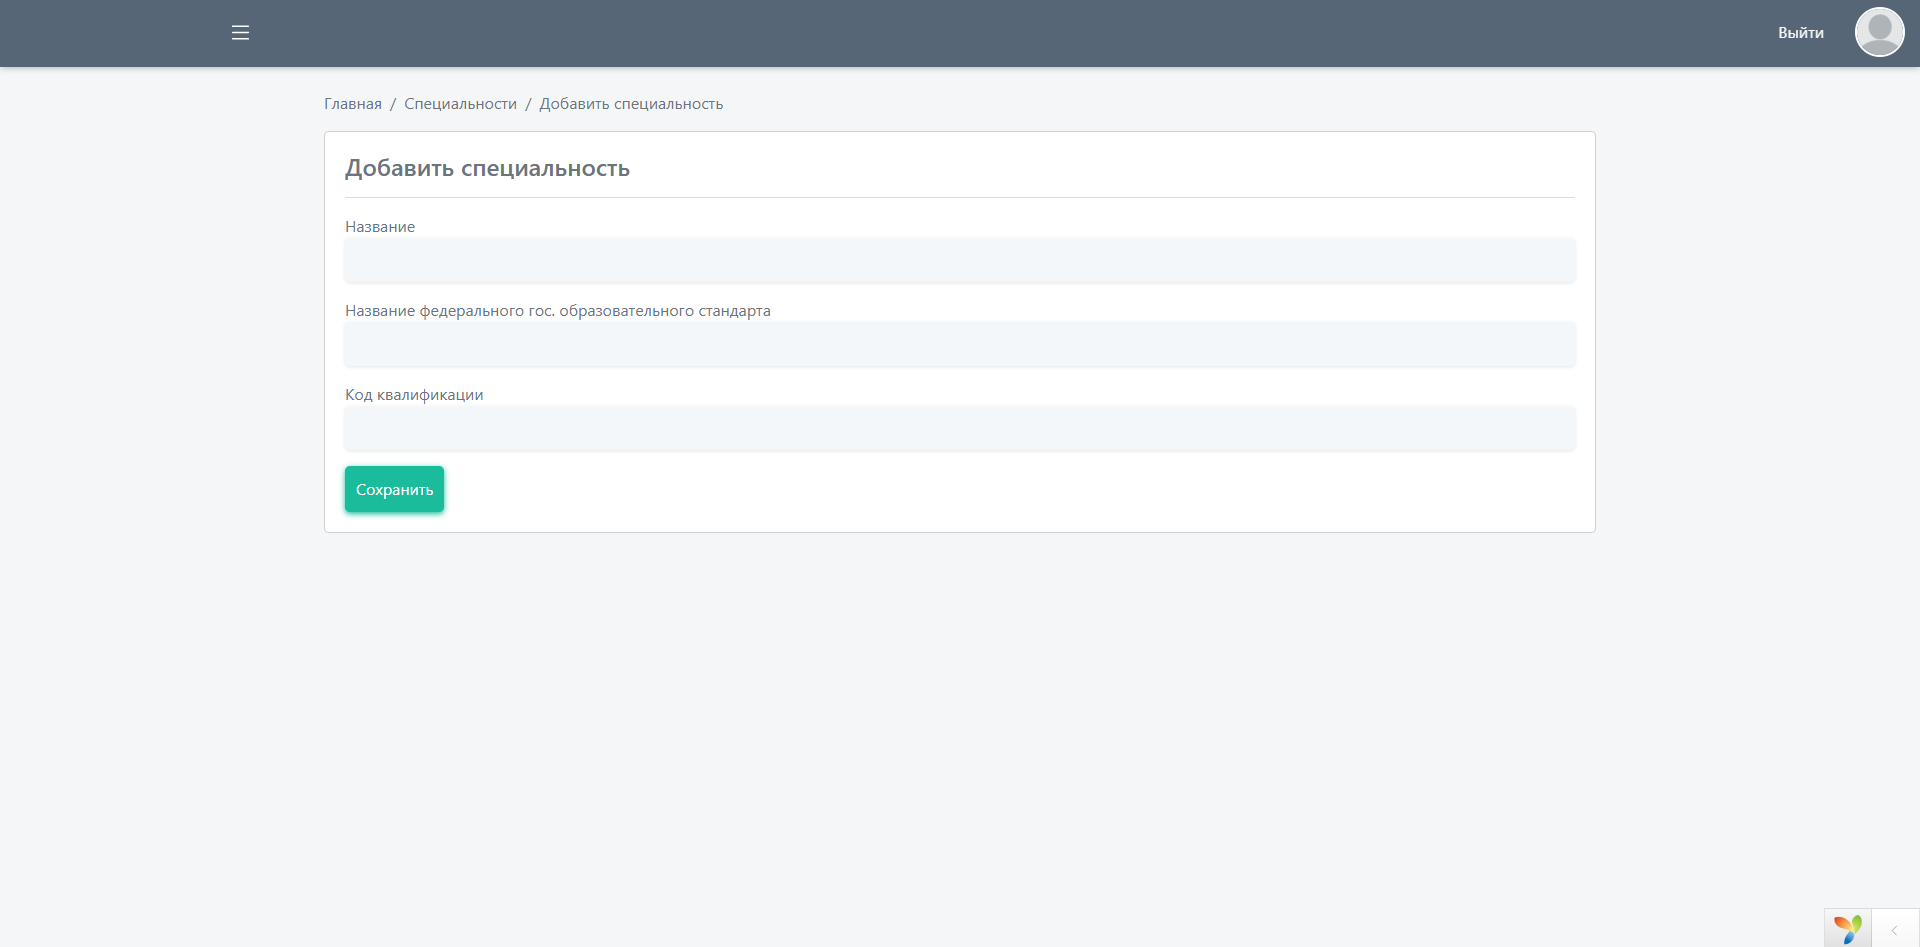 Выйти
Главная / Специальности / Добавить специальность
Добавить специальность
Название
Название федерального гос. образовательного стандарта
Код квалификации
Сохранить